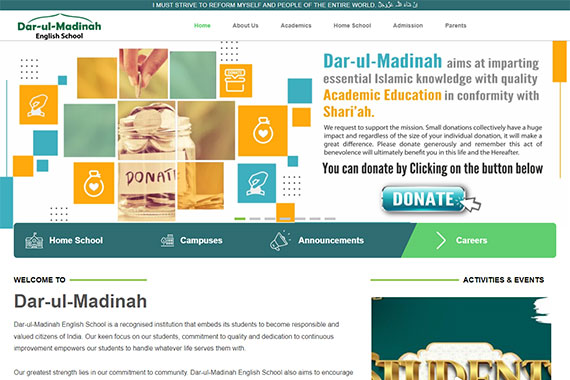 I MUST STRIVE TO REFORM MYSELF AND PEOPLE OF THE ENTIRE WORLD.
Dar-ul-Madinah
English School
Home About Us Academics Home School Admission Parents
Dar-ul-Madinah aims at imparting
essential Islamic knowledge with quality
Academic Education in conformity with
Shari'ah.
We request to support the mission. Small donations collectively have a huge
impact and regardless of the size of your individual donation, it will make a
great difference. Please donate generously and remember this act of
benevolence will ultimately benefit you in this life and the Hereafter.
You can donate by Clicking on the button below
DONATE
DONATE
Home School Campuses Announcements Careers
WELCOME TO
Dar-ul-Madinah
Dar-ul-Madinah English School is a recognised institution that embeds its students to become responsible and
valued citizens of India. Our keen focus on our students, commitment to quality and dedication to continuous
improvement empowers our students to handle whatever life serves them with.
Our greatest strength lies in our commitment to community. Dar-ul-Madinah English School also aims to encourage
ACTIVITIES & EVENTS
STUDENT